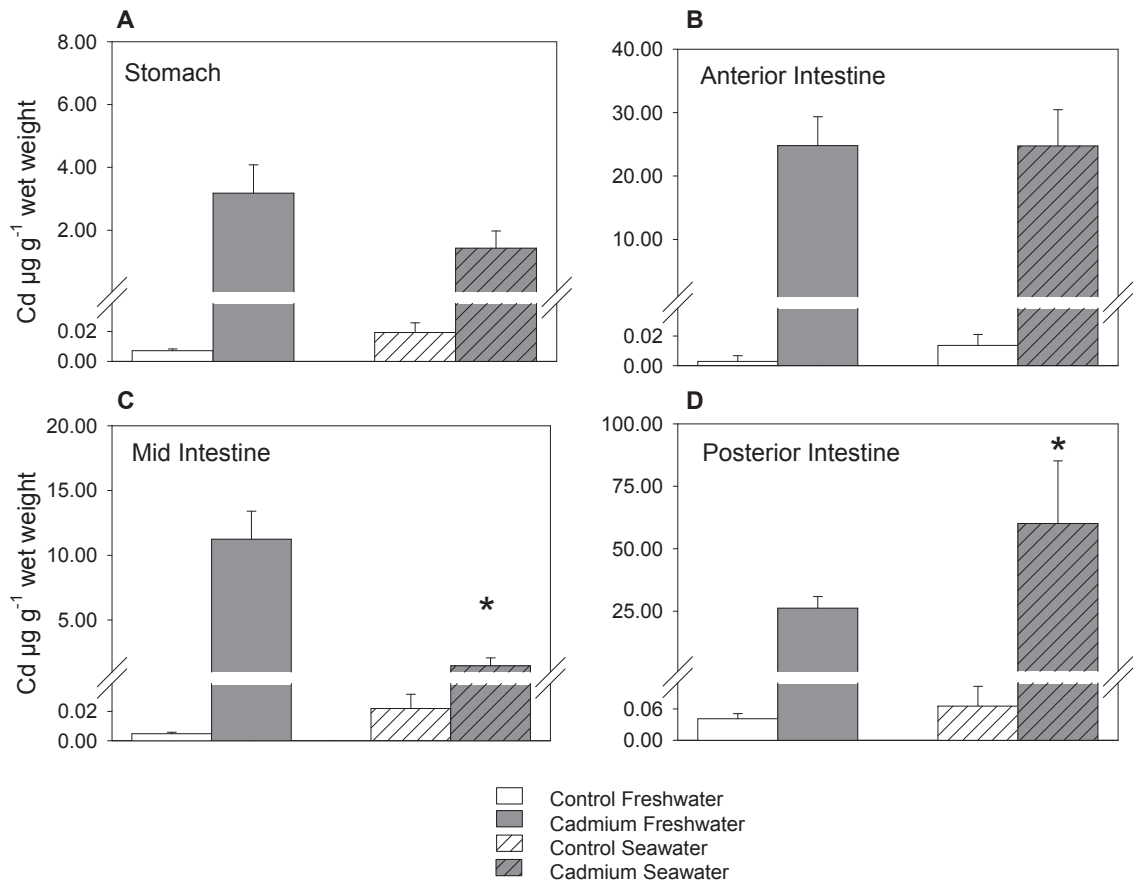 A
8.00
6.00
4.00
2.00
0.02
0.00
Stomach
Cd µg g⁻¹ wet weight
B
40.00
30.00
20.00
10.00
0.02
0.00
Anterior Intestine
C
20.00
15.00
10.00
5.00
0.02
0.00
Mid Intestine
*
Cd µg g⁻¹ wet weight
D
100.00
75.00
50.00
25.00
0.06
0.00
Posterior Intestine
*
Control Freshwater
Cadmium Freshwater
Control Seawater
Cadmium Seawater